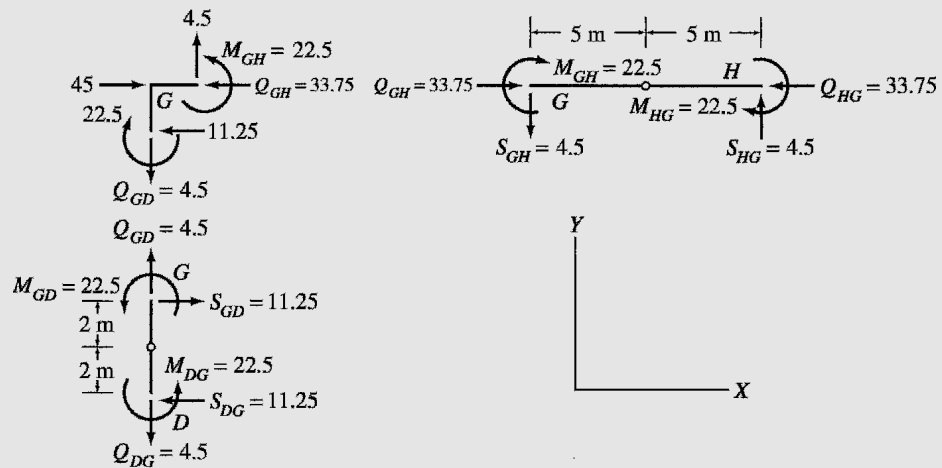 4.5
M_GH = 22.5
45
G
Q_GH = 33.75
22.5
11.25
Q_GD = 4.5
5 m
5 m
Q_GH = 33.75
M_GH = 22.5
H
G
M_HG = 22.5
Q_HG = 33.75
S_GH = 4.5
S_HG = 4.5
Q_GD = 4.5
G
M_GD = 22.5
S_GD = 11.25
2 m
2 m
M_DG = 22.5
S_DG = 11.25
D
Q_DG = 4.5
Y
X